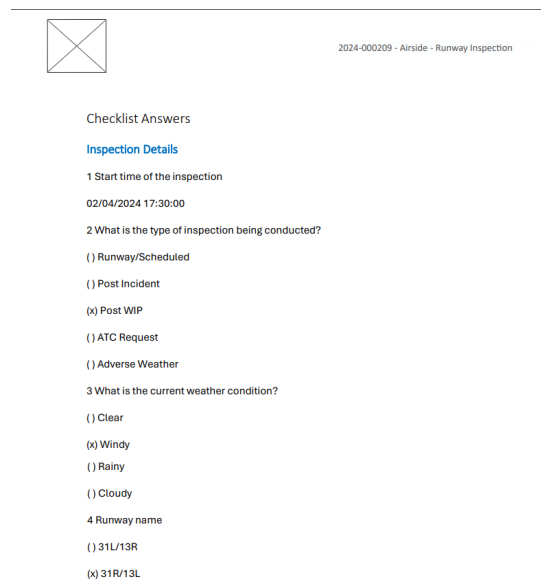 2024-000209 - Airside - Runway Inspection
Checklist Answers
Inspection Details
1 Start time of the inspection
02/04/2024 17:30:00
2 What is the type of inspection being conducted?
( ) Runway/Scheduled
( ) Post Incident
(x) Post WIP
( ) ATC Request
( ) Adverse Weather
3 What is the current weather condition?
( ) Clear
(x) Windy
( ) Rainy
( ) Cloudy
4 Runway name
( ) 31L/13R
(x) 31R/13L